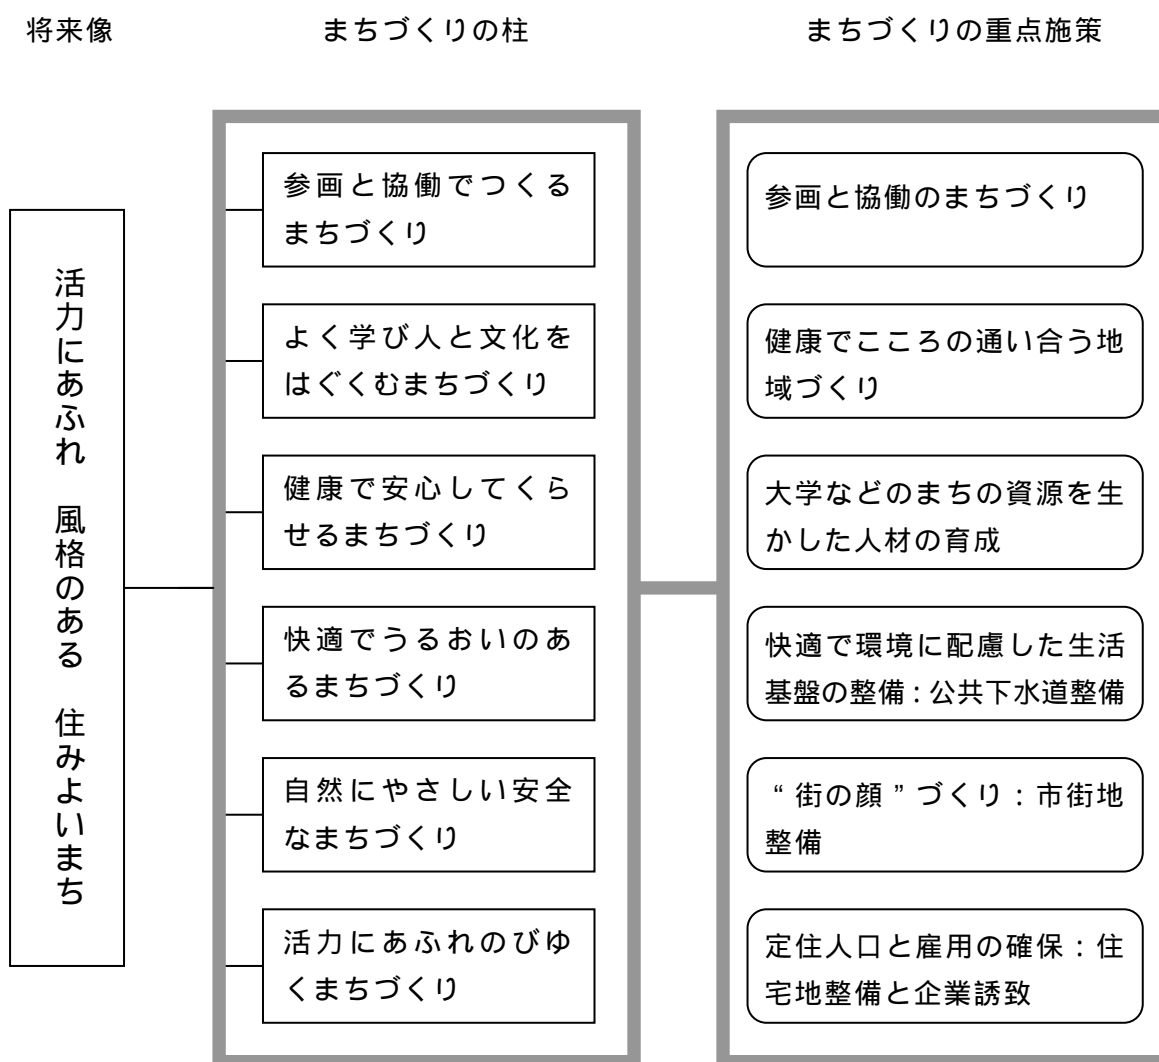 将来像
まちづくりの柱
まちづくりの重点施策
活力にあふれ 風格のある 住みよいまち
参画と協働でつくる
まちづくり
よく学び人と文化を
はぐくむまちづくり
健康で安心してくら
せるまちづくり
快適でうるおいのあ
るまちづくり
自然にやさしい安全
なまちづくり
活力にあふれのびゆ
くまちづくり
参画と協働のまちづくり
健康でこころの通い合う地
域づくり
大学などのまちの資源を生
かした人材の育成
快適で環境に配慮した生活
基盤の整備：公共下水道整備
“街の顔”づくり：市街地
整備
定住人口と雇用の確保：住
宅地整備と企業誘致